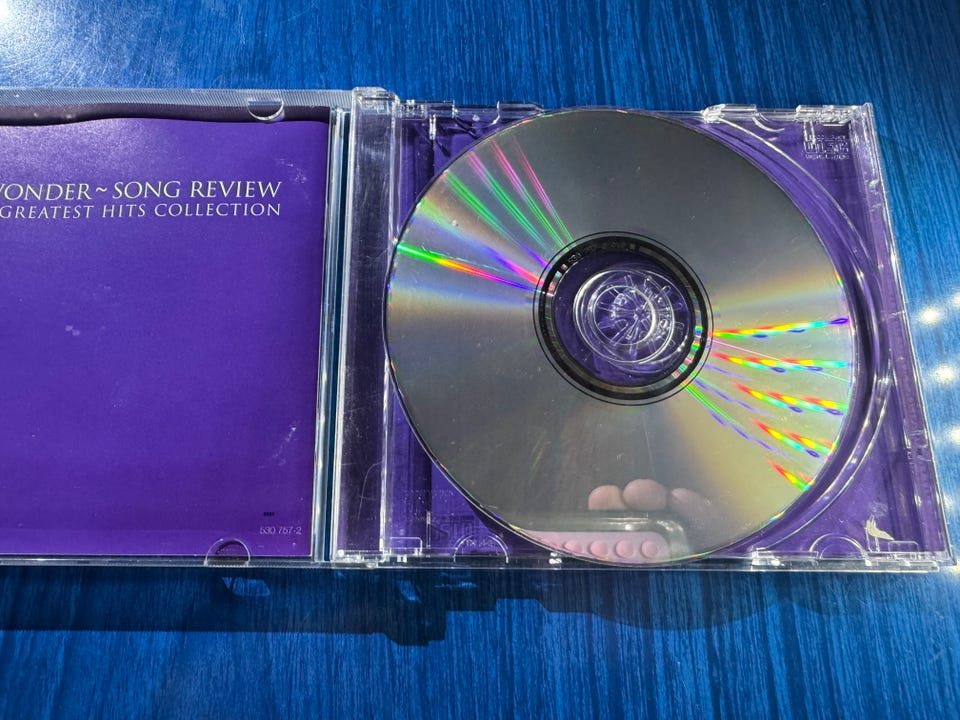 WONDER ~ SONG REVIEW
GREATEST HITS COLLECTION
530 757-2